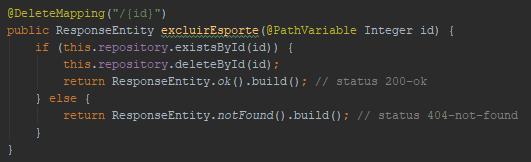 @DeleteMapping("/{id}")
public ResponseEntity excluirEsporte(@PathVariable Integer id) {
    if (this.repository.existsById(id)) {
        this.repository.deleteById(id);
        return ResponseEntity.ok().build(); // status 200-ok
    } else {
        return ResponseEntity.notFound().build(); // status 404-not-found
    }
}